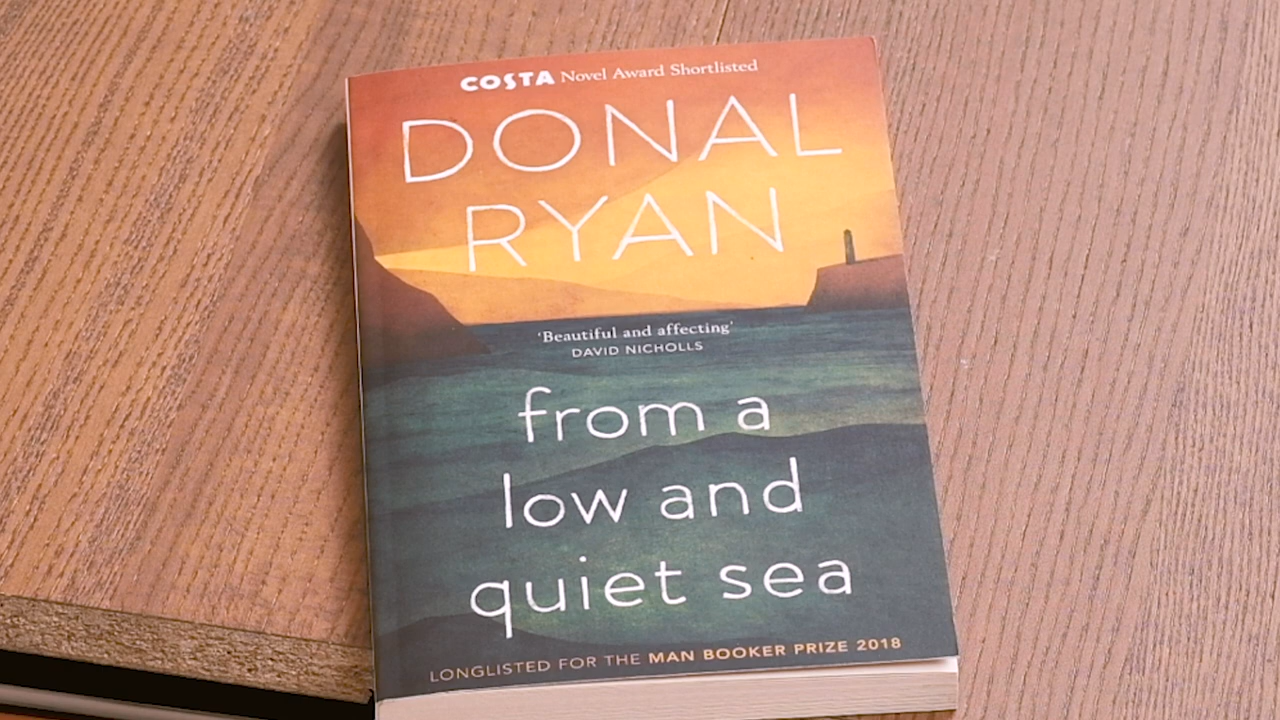 COSTA Novel Award Shortlisted
DONAL
RYAN
‘Beautiful and affecting’
DAVID NICHOLLS
from a
low and
quiet sea
LONGLISTED FOR THE MAN BOOKER PRIZE 2018